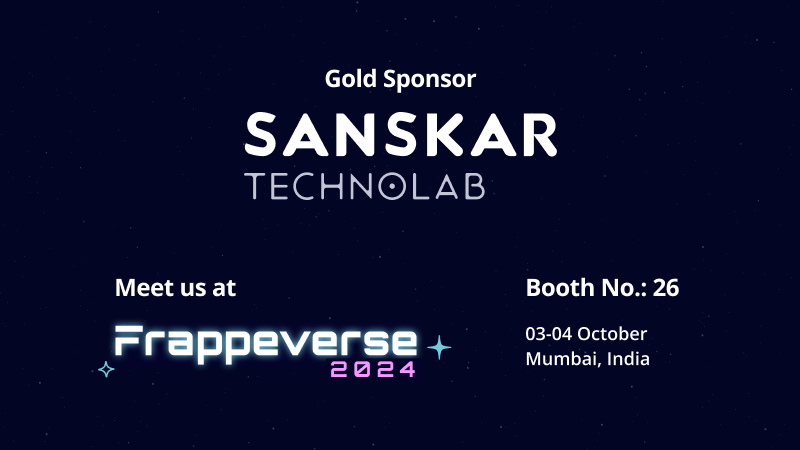 Gold Sponsor
SANSKAR
TECHNOLAB
Meet us at
Frappeverse
2024
Booth No.: 26
03-04 October
Mumbai, India